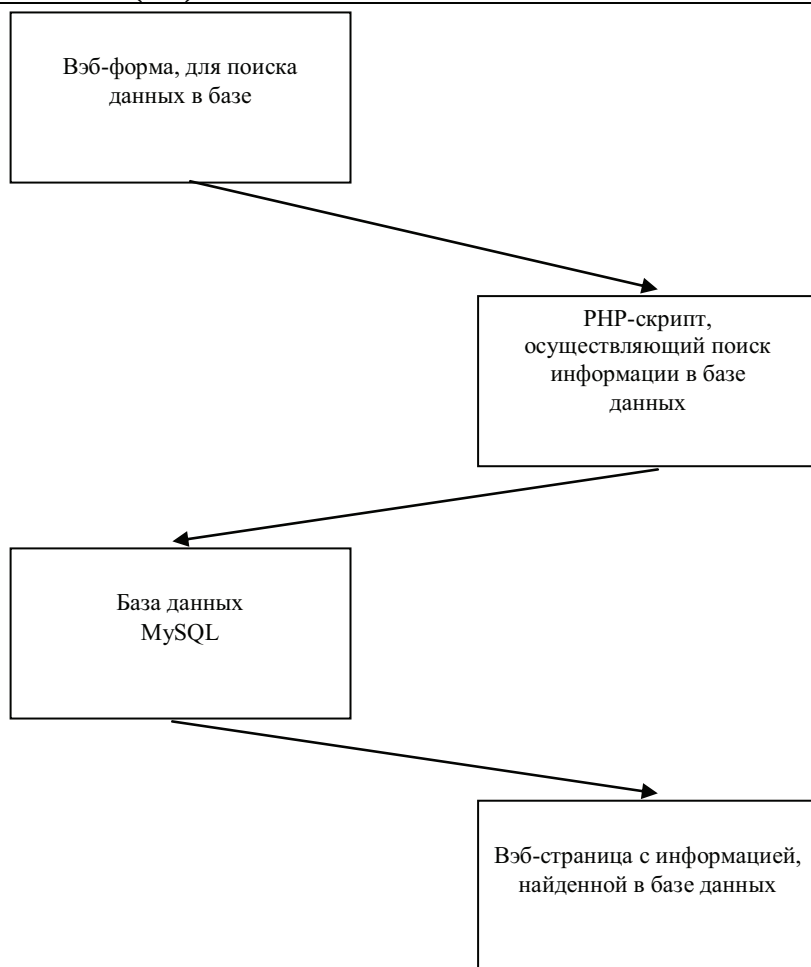 Вэб-форма, для поиска
данных в базе
PHP-скрипт,
осуществляющий поиск
информации в базе
данных
База данных
MySQL
Вэб-страница с информацией,
найденной в базе данных